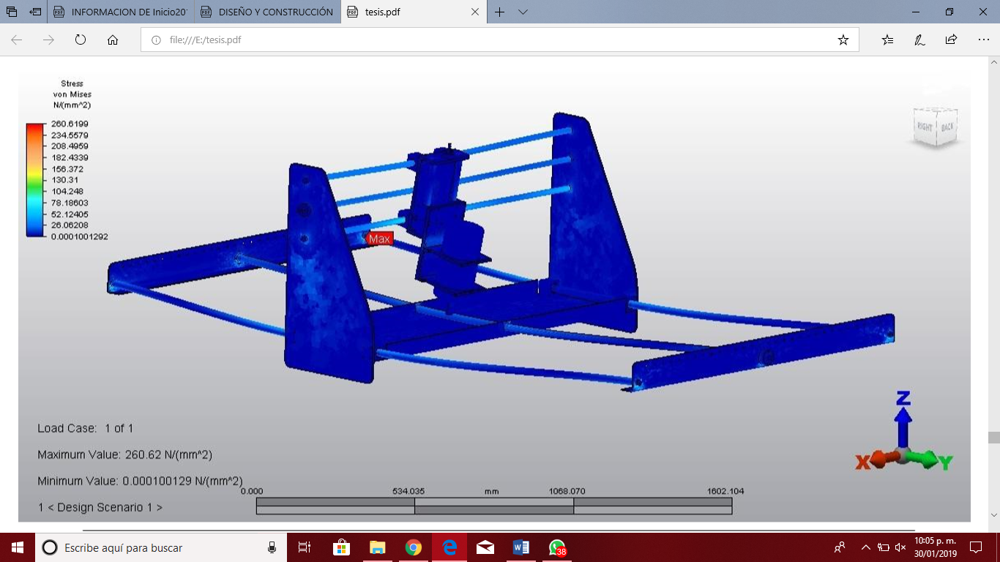 INFORMACION DE Inicio20
DISEÑO Y CONSTRUCCIÓN
tesis.pdf
file:///E:/tesis.pdf
Stress
von Mises
N/(mm^2)
260.6199
234.5579
208.4959
182.4339
156.372
130.31
104.248
78.18603
52.12405
26.06208
0.0001001292
RIGHT
BACK
Max
Z
X
Y
Load Case: 1 of 1
Maximum Value: 260.62 N/(mm^2)
Minimum Value: 0.000100129 N/(mm^2)
0.000
534.035
mm
1068.070
1602.104
1 < Design Scenario 1 >
Escribe aquí para buscar
38
10:05 p. m.
30/01/2019